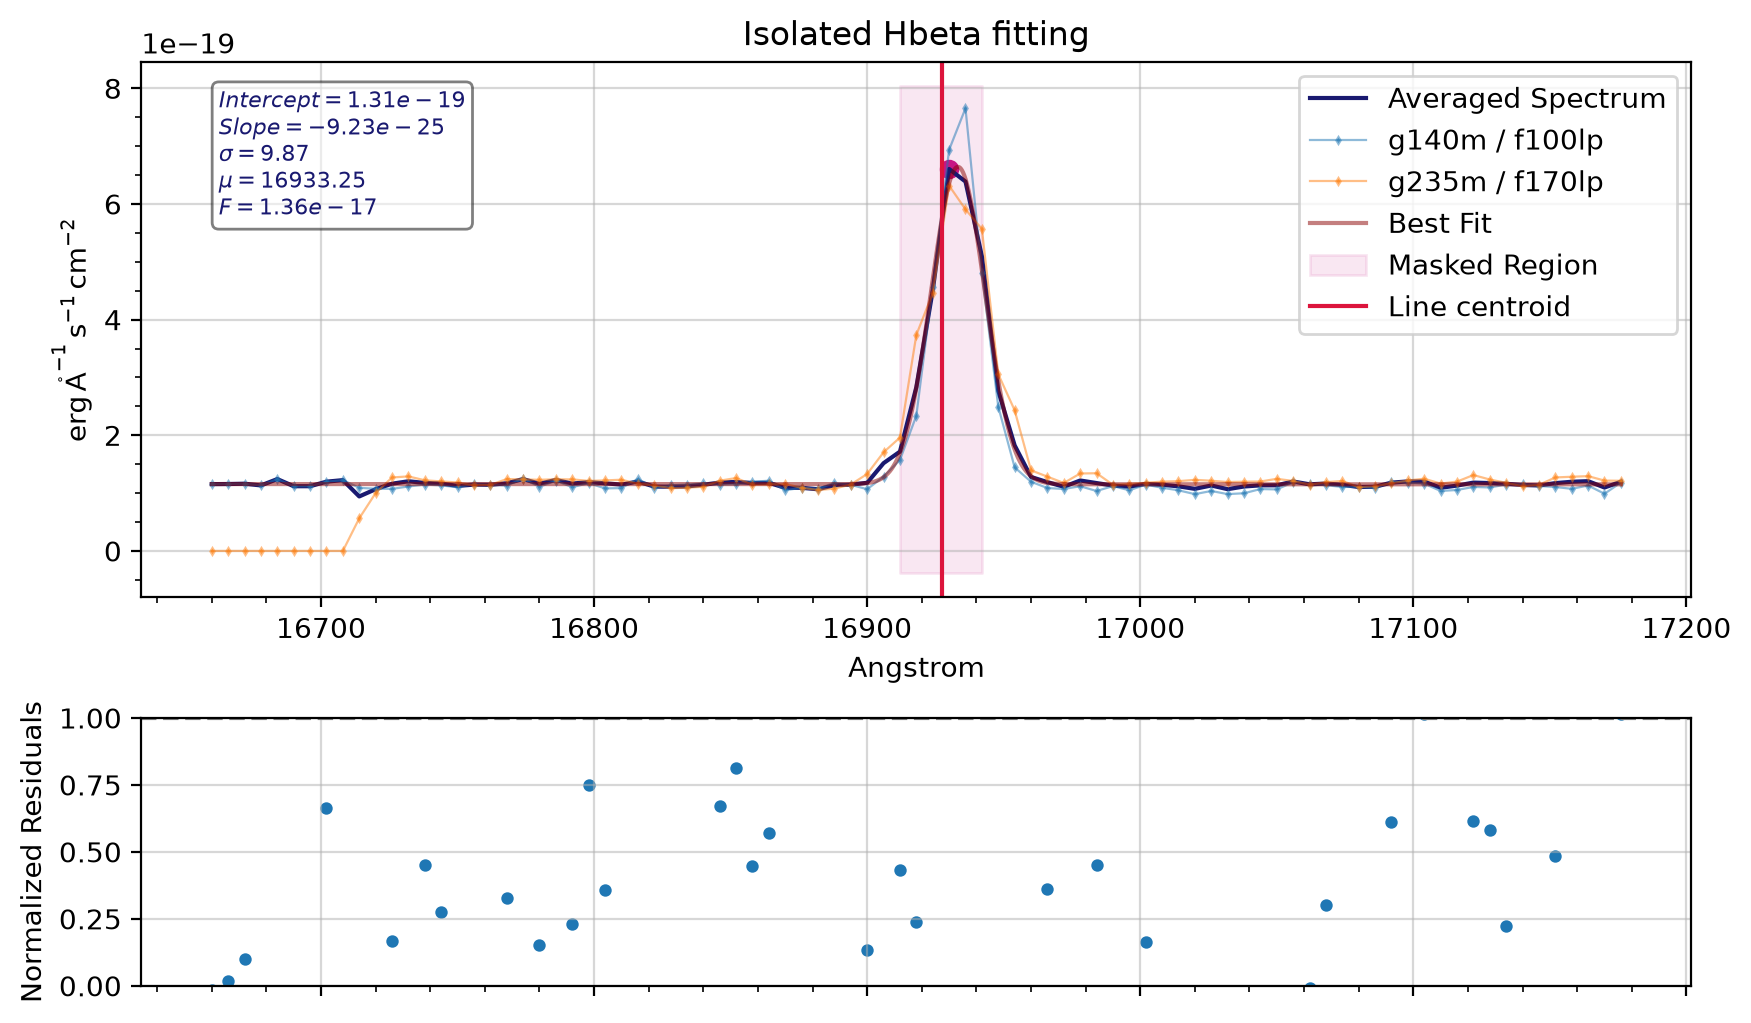 Isolated Hbeta fitting
1e−19
Intercept = 1.31e − 19
Slope = −9.23e − 25
σ = 9.87
μ = 16933.25
F = 1.36e − 17
Averaged Spectrum
g140m / f100lp
g235m / f170lp
Best Fit
Masked Region
Line centroid
8
6
4
2
0
erg Å⁻¹ s⁻¹ cm⁻²
16700 16800 16900 17000 17100 17200
Angstrom
1.00
0.75
0.50
0.25
0.00
Normalized Residuals